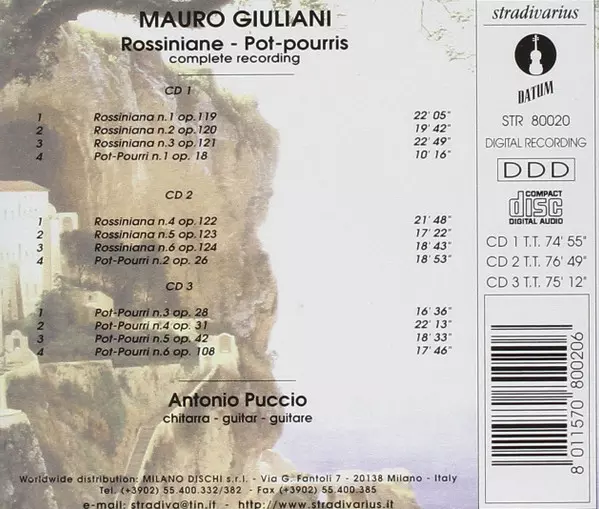 MAURO GIULIANI
Rossiniane - Pot-pourris
complete recording
CD 1
1 Rossiniana n.1 op.119 22' 05"
2 Rossiniana n.2 op.120 19' 42"
3 Rossiniana n.3 op.121 22' 49"
4 Pot-Pourri n.1 op. 18 10' 16"
CD 2
1 Rossiniana n.4 op.122 21' 48"
2 Rossiniana n.5 op.123 17' 22"
3 Rossiniana n.6 op.124 18' 43"
4 Pot-Pourri n.2 op. 26 18' 53"
CD 3
1 Pot-Pourri n.3 op. 28 16' 36"
2 Pot-Pourri n.4 op. 31 22' 13"
3 Pot-Pourri n.5 op. 42 18' 33"
4 Pot-Pourri n.6 op. 108 17' 46"
Antonio Puccio
chitarra - guitar - guitare
Worldwide distribution: MILANO DISCHI s.r.l. - Via G. Fantoli 7 - 20138 Milano - Italy
Tel. (+3902) 55.400.332/382 - Fax (+3902) 55.400.385
e-mail: stradiva@tin.it - http://www.stradivarius.it
stradivarius
DATUM
STR 80020
DIGITAL RECORDING
DDD
COMPACT
disc
DIGITAL AUDIO
CD 1 T.T. 74' 55"
CD 2 T.T. 76' 49"
CD 3 T.T. 75' 12"
8 011570 800206